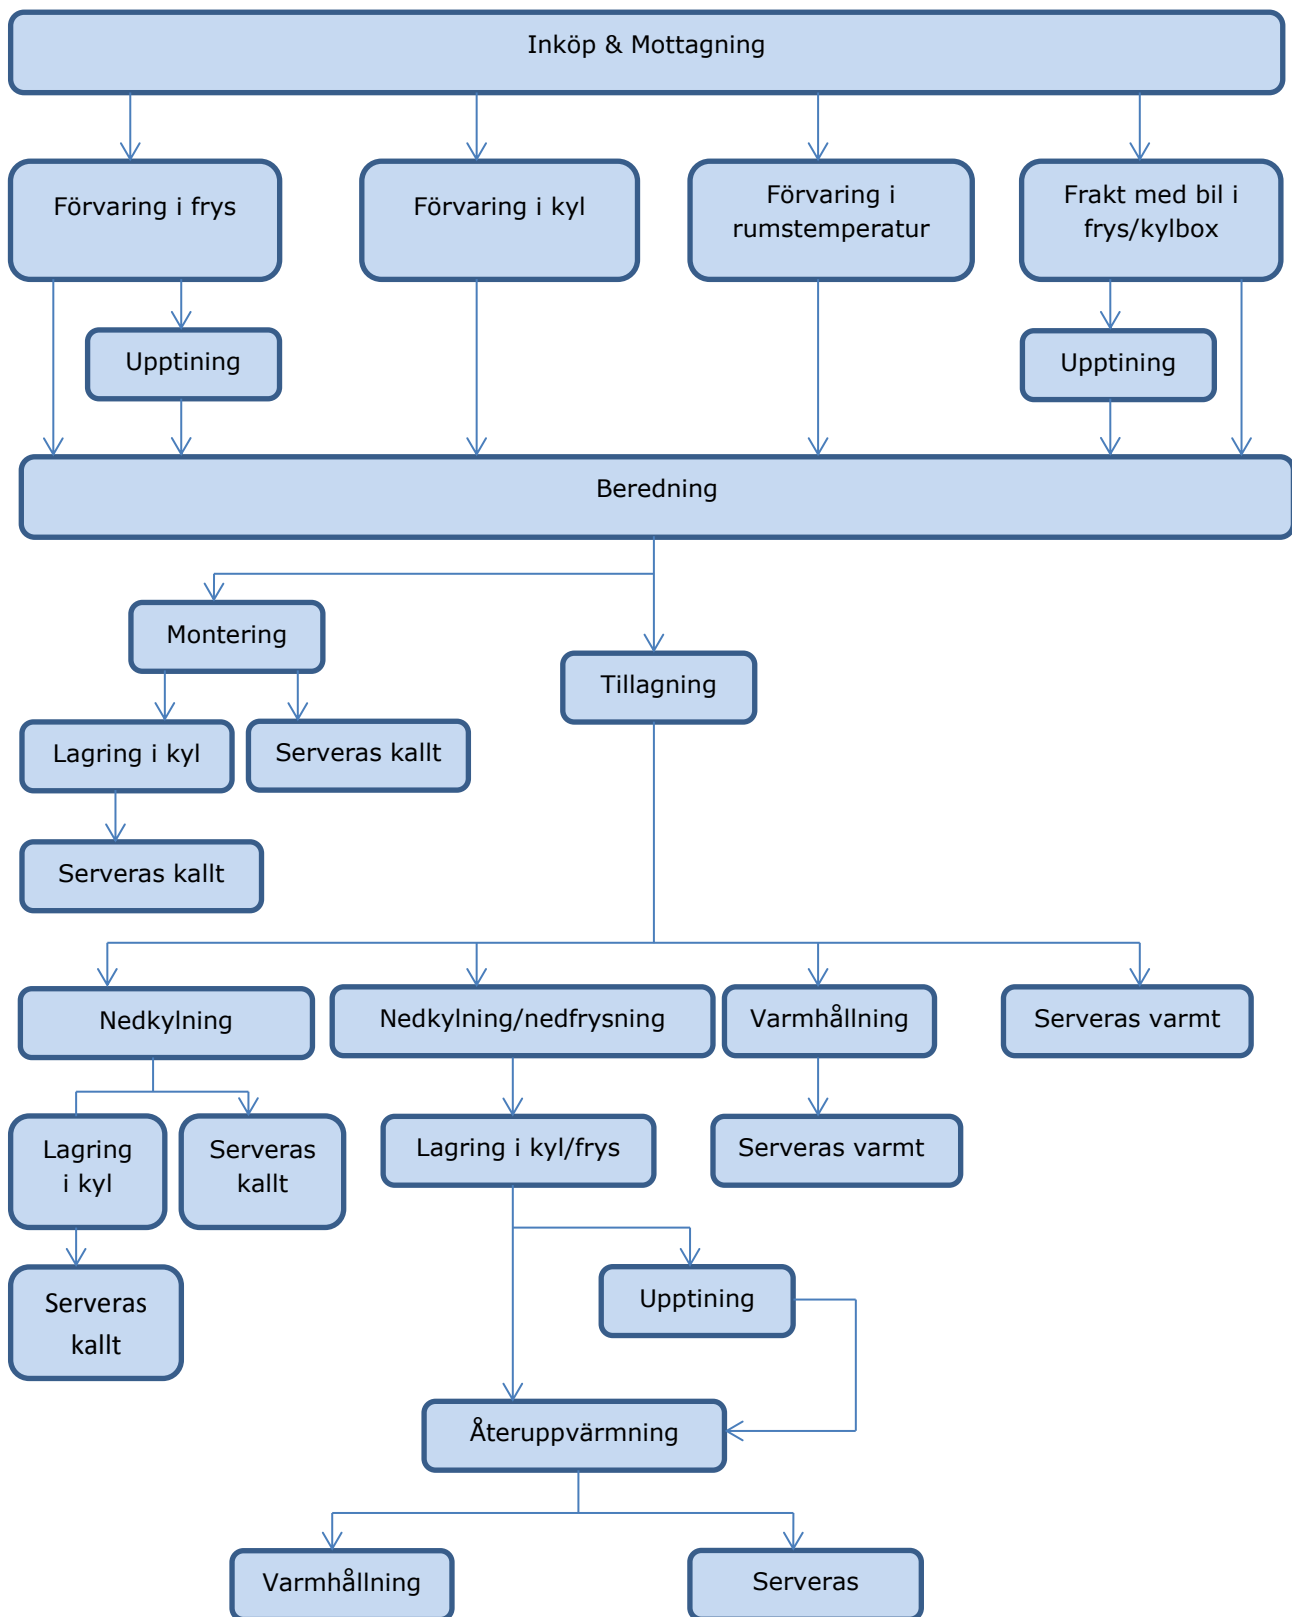 Inköp & Mottagning
Förvaring i frys
Förvaring i kyl
Förvaring i
rumstemperatur
Frakt med bil i
frys/kylbox
Upptining
Upptining
Beredning
Montering
Tillagning
Lagring i kyl
Serveras kallt
Serveras kallt
Nedkylning
Nedkylning/nedfrysning
Varmhållning
Serveras varmt
Lagring
i kyl
Serveras
kallt
Lagring i kyl/frys
Serveras varmt
Serveras
kallt
Upptining
Återuppvärmning
Varmhållning
Serveras